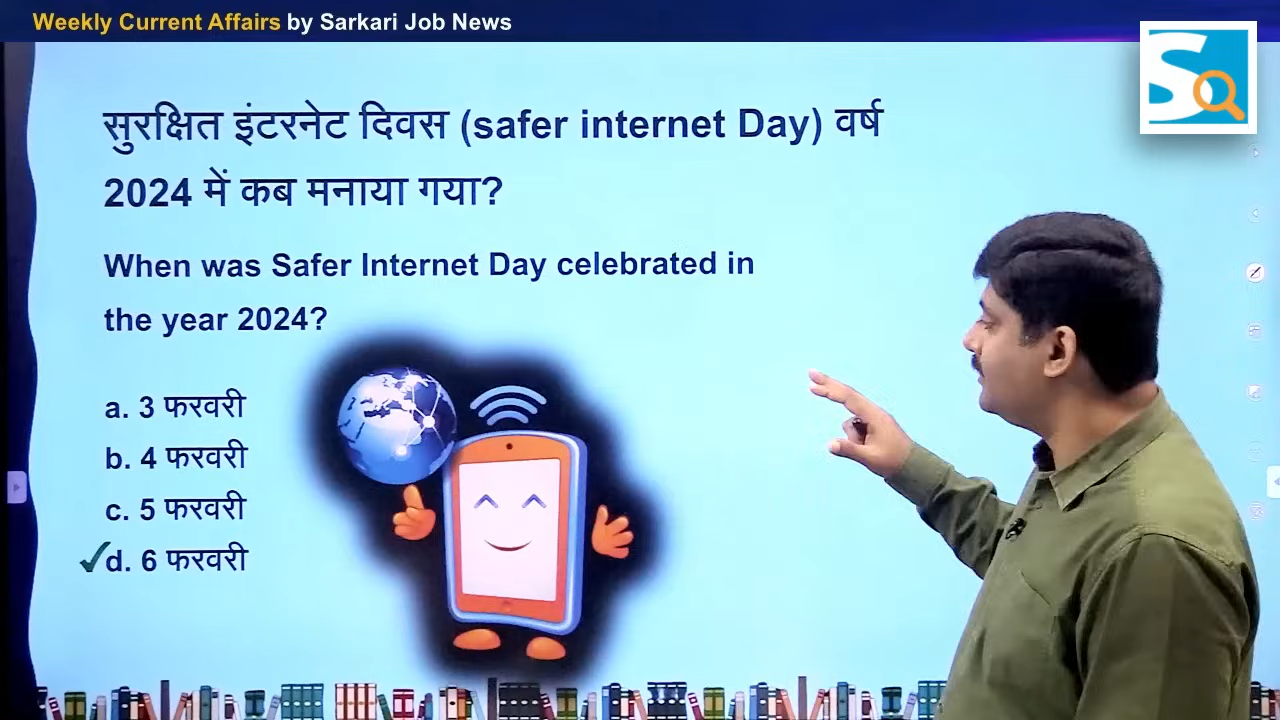 Weekly Current Affairs by Sarkari Job News
सुरक्षित इंटरनेट दिवस (safer internet Day) वर्ष
2024 में कब मनाया गया?
When was Safer Internet Day celebrated in
the year 2024?
a. 3 फरवरी
b. 4 फरवरी
c. 5 फरवरी
d. 6 फरवरी